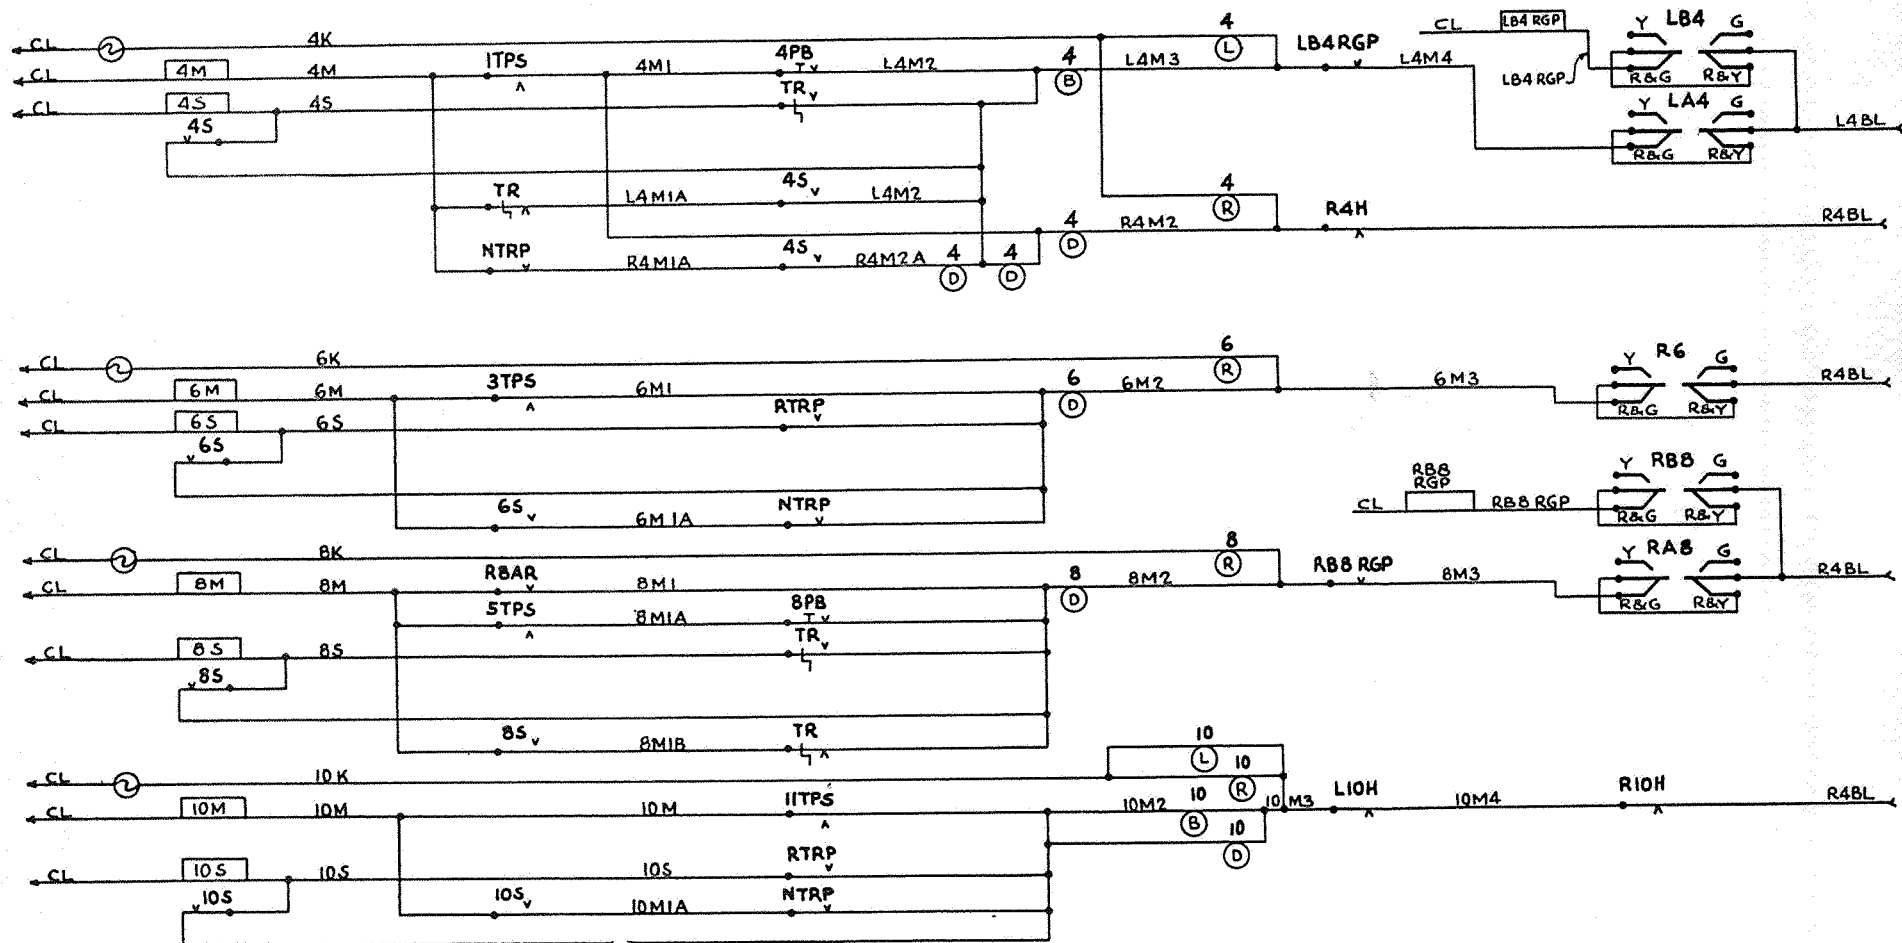 CL 4K 4 L LB4RGP CL LB4 RGP Y LB4 G
CL 4M 4M 1TPS 4M1 4PB L4M2 4 B L4M3 L4M4 LB4 RGP R&G R&Y
CL 4S 4S TR Y LA4 G L4BL
4S R&G R&Y
TR L4M1A 4S L4M2 4 R R4H R4BL
NTRP R4M1A 4S R4M2A 4 D 4 D 4 D R4M2
CL 6K 6 R Y R6 G R4BL
CL 6M 6M 3TPS 6M1 6 D 6M2 6M3 R&G R&Y
CL 6S 6S RTRP
6S
6S 6M1A NTRP CL RB8 RGP RB8 RGP Y RB8 G
R&G R&Y
CL 8K 8 R RB8 RGP Y RA8 G R4BL
CL 8M 8M R8AR 8M1 8 D 8M2 8M3 R&G R&Y
5TPS 8M1A 8PB
CL 8S 8S TR
8S
8S 8M1B TR
10 L
CL 10K 10 R
CL 10M 10M 10M 11TPS 10M2 10 B 10M3 L10H 10M4 R10H R4BL
10 D
CL 10S 10S 10S RTRP
10S 10S 10M1A NTRP